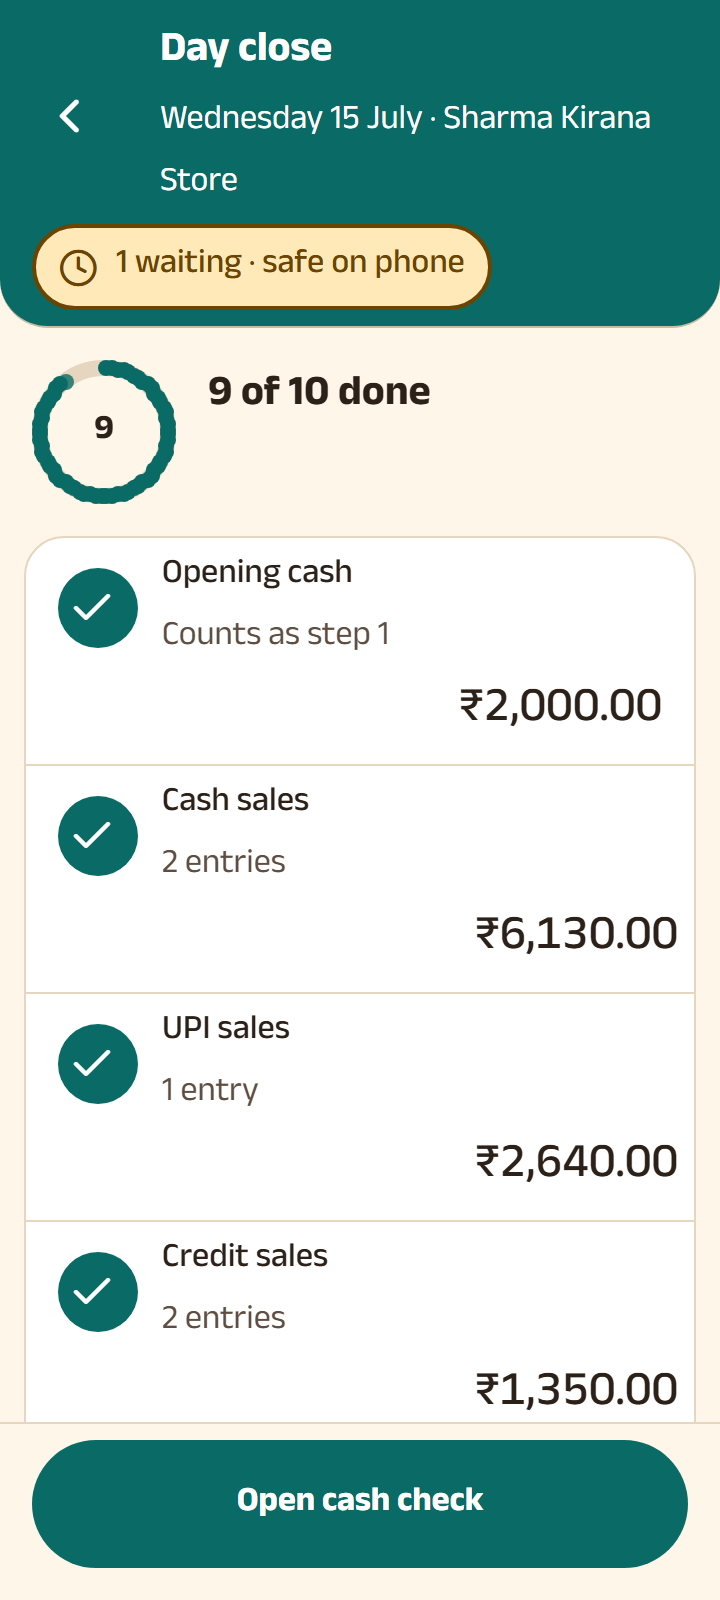 Day close
Wednesday 15 July · Sharma Kirana
Store
1 waiting · safe on phone
9 of 10 done
9
Opening cash
Counts as step 1
₹2,000.00
Cash sales
2 entries
₹6,130.00
UPI sales
1 entry
₹2,640.00
Credit sales
2 entries
₹1,350.00
Open cash check